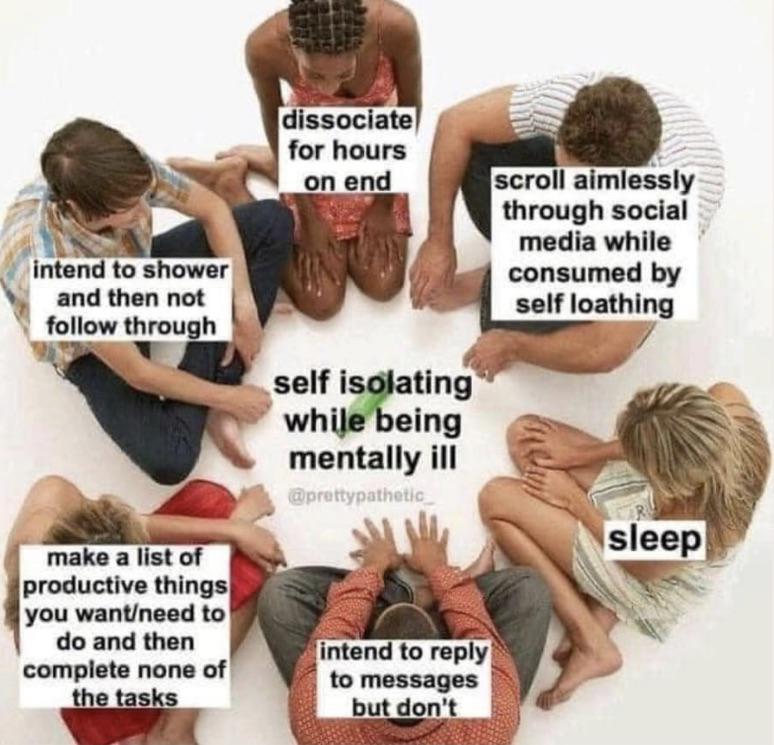 dissociate
for hours
on end
scroll aimlessly
through social
media while
consumed by
self loathing
intend to shower
and then not
follow through
self isolating
while being
mentally ill
@prettypathetic_
sleep
make a list of
productive things
you want/need to
do and then
complete none of
the tasks
intend to reply
to messages
but don't